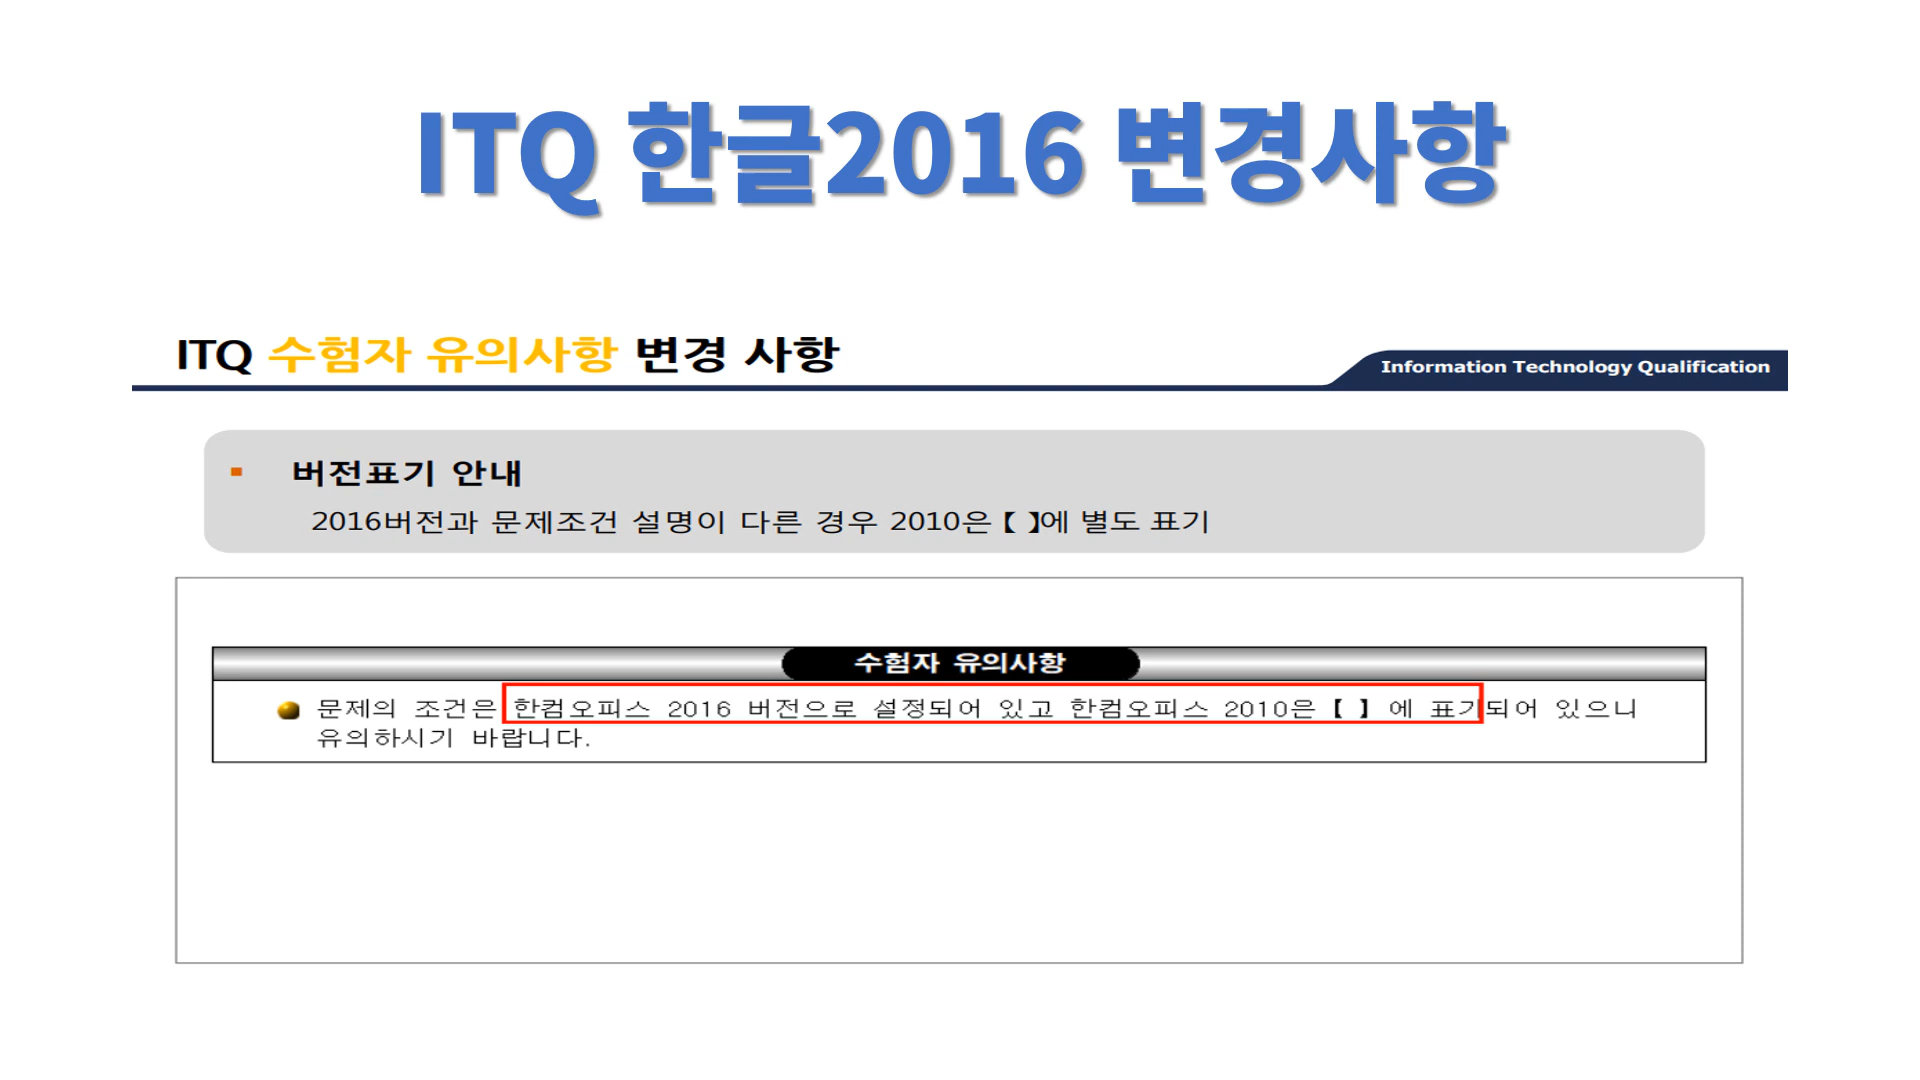 ITQ 한글2016 변경사항
ITQ 수험자 유의사항 변경 사항
Information Technology Qualification
▪ 버전표기 안내
2016버전과 문제조건 설명이 다른 경우 2010은【 】에 별도 표기
수험자 유의사항
문제의 조건은 한컴오피스 2016 버전으로 설정되어 있고 한컴오피스 2010은【 】에 표기되어 있으니
유의하시기 바랍니다.